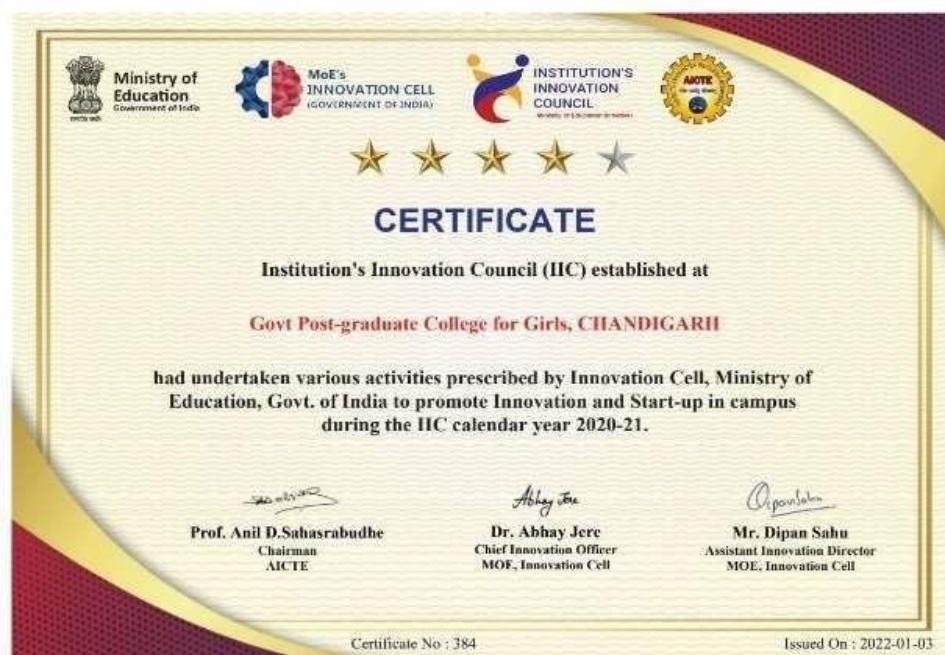 Ministry of
Education
Government of India
MoE's
INNOVATION CELL
(GOVERNMENT OF INDIA)
INSTITUTION'S
INNOVATION
COUNCIL
AICTE
CERTIFICATE
Institution's Innovation Council (IIC) established at
Govt Post-graduate College for Girls, CHANDIGARH
had undertaken various activities prescribed by Innovation Cell, Ministry of
Education, Govt. of India to promote Innovation and Start-up in campus
during the IIC calendar year 2020-21.
Abhay Jere
Prof. Anil D.Sahasrabudhe
Dr. Abhay Jere
Mr. Dipan Sahu
Chairman
Chief Innovation Officer
Assistant Innovation Director
AICTE
MOE, Innovation Cell
MOE, Innovation Cell
Certificate No : 384
Issued On : 2022-01-03